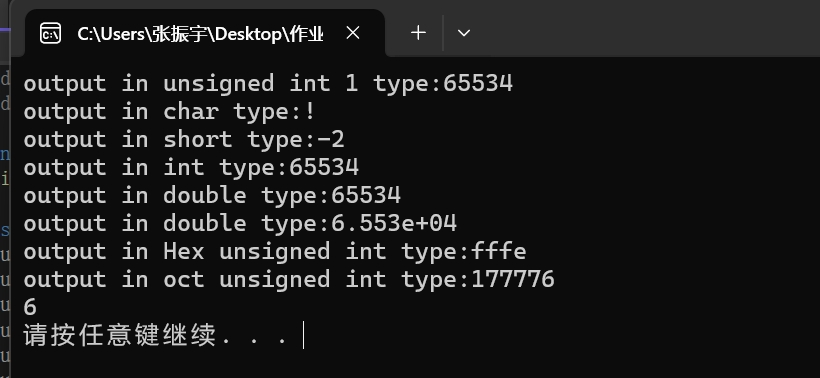 C:\Users\张振宇\Desktop\作业
output in unsigned int 1 type:65534
output in char type:!
output in short type:-2
output in int type:65534
output in double type:65534
output in double type:6.553e+04
output in Hex unsigned int type:fffe
output in oct unsigned int type:177776
6
请按任意键继续. . .